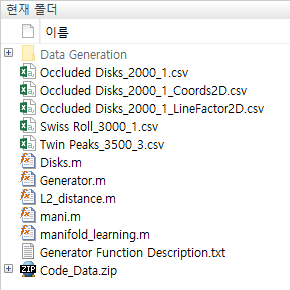 현재 폴더
이름
Data Generation
Occluded Disks_2000_1.csv
Occluded Disks_2000_1_Coords2D.csv
Occluded Disks_2000_1_LineFactor2D.csv
Swiss Roll_3000_1.csv
Twin Peaks_3500_3.csv
Disks.m
Generator.m
L2_distance.m
mani.m
manifold_learning.m
Generator Function Description.txt
ZIP Code_Data.zip